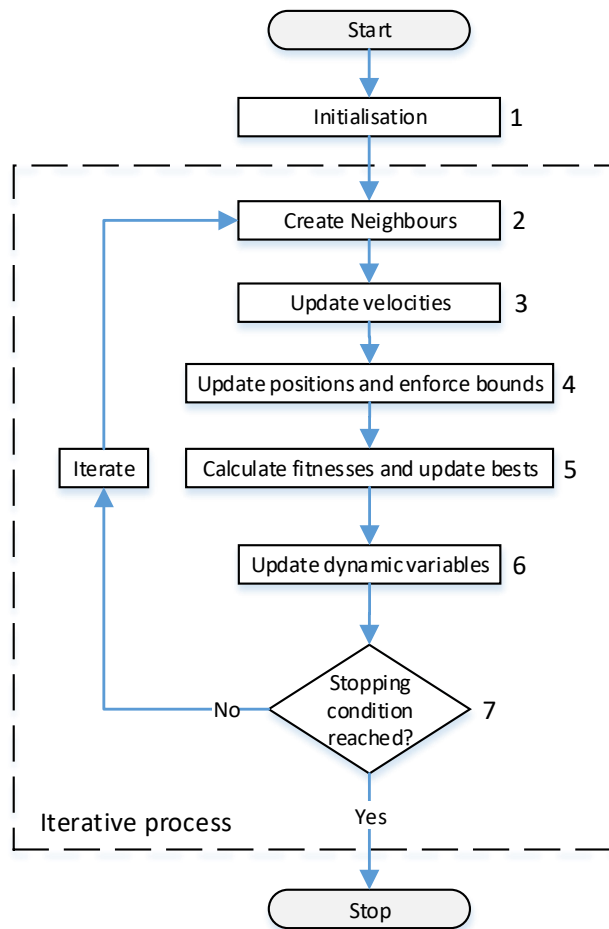 Start
Initialisation 1
Create Neighbours 2
Update velocities 3
Update positions and enforce bounds 4
Iterate
Calculate fitnesses and update bests 5
Update dynamic variables 6
Stopping
condition
reached?
7
No
Yes
Iterative process
Stop